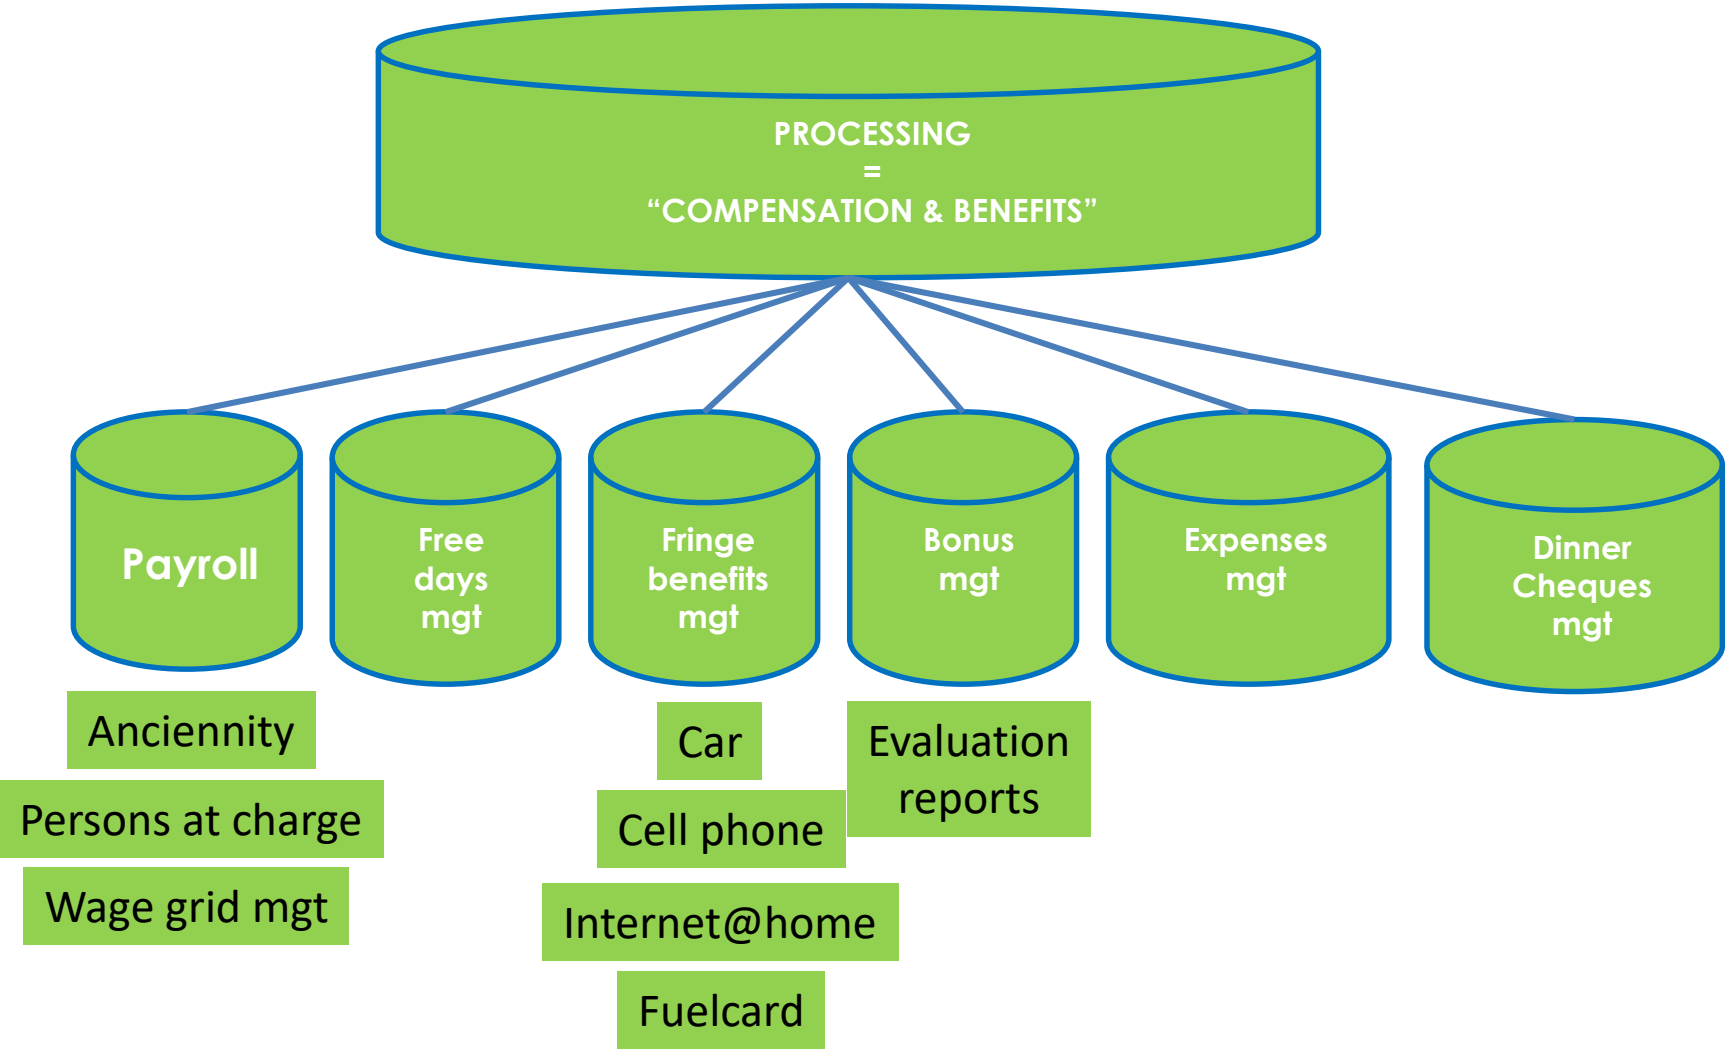 PROCESSING
=
“COMPENSATION & BENEFITS”
Payroll
Free
days
mgt
Fringe
benefits
mgt
Bonus
mgt
Expenses
mgt
Dinner
Cheques
mgt
Anciennity
Persons at charge
Wage grid mgt
Car
Cell phone
Internet@home
Fuelcard
Evaluation
reports